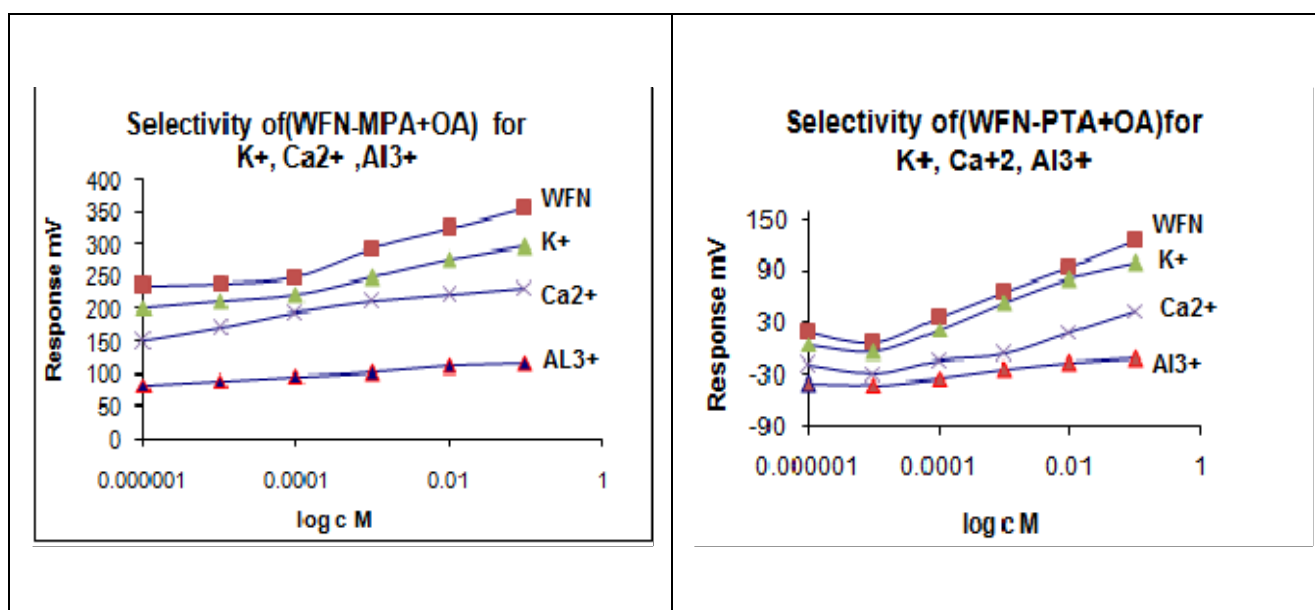 Selectivity of(WFN-MPA+OA) for
K+, Ca2+ ,Al3+
400
350
300
250
200
150
100
50
0
Response mV
WFN
K+
Ca2+
AL3+
0.000001 0.0001 0.01 1
log c M
Selectivity of(WFN-PTA+OA)for
K+, Ca+2, Al3+
150
90
30
-30
-90
Response mV
WFN
K+
Ca2+
Al3+
0.000001 0.0001 0.01 1
log c M